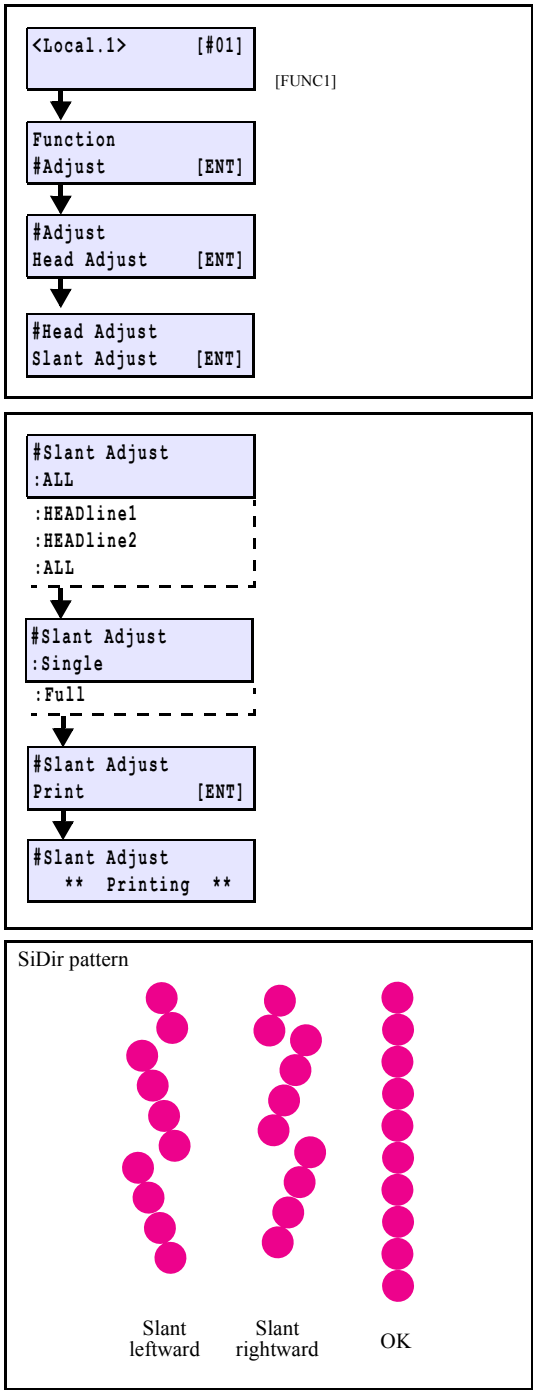 <Local.1> [#01]
[FUNC1]
Function
#Adjust [ENT]
#Adjust
Head Adjust [ENT]
#Head Adjust
Slant Adjust [ENT]
#Slant Adjust
:ALL
:HEADline1
:HEADline2
:ALL
#Slant Adjust
:Single
:Full
#Slant Adjust
Print [ENT]
#Slant Adjust
** Printing **
SiDir pattern
Slant
leftward
Slant
rightward
OK